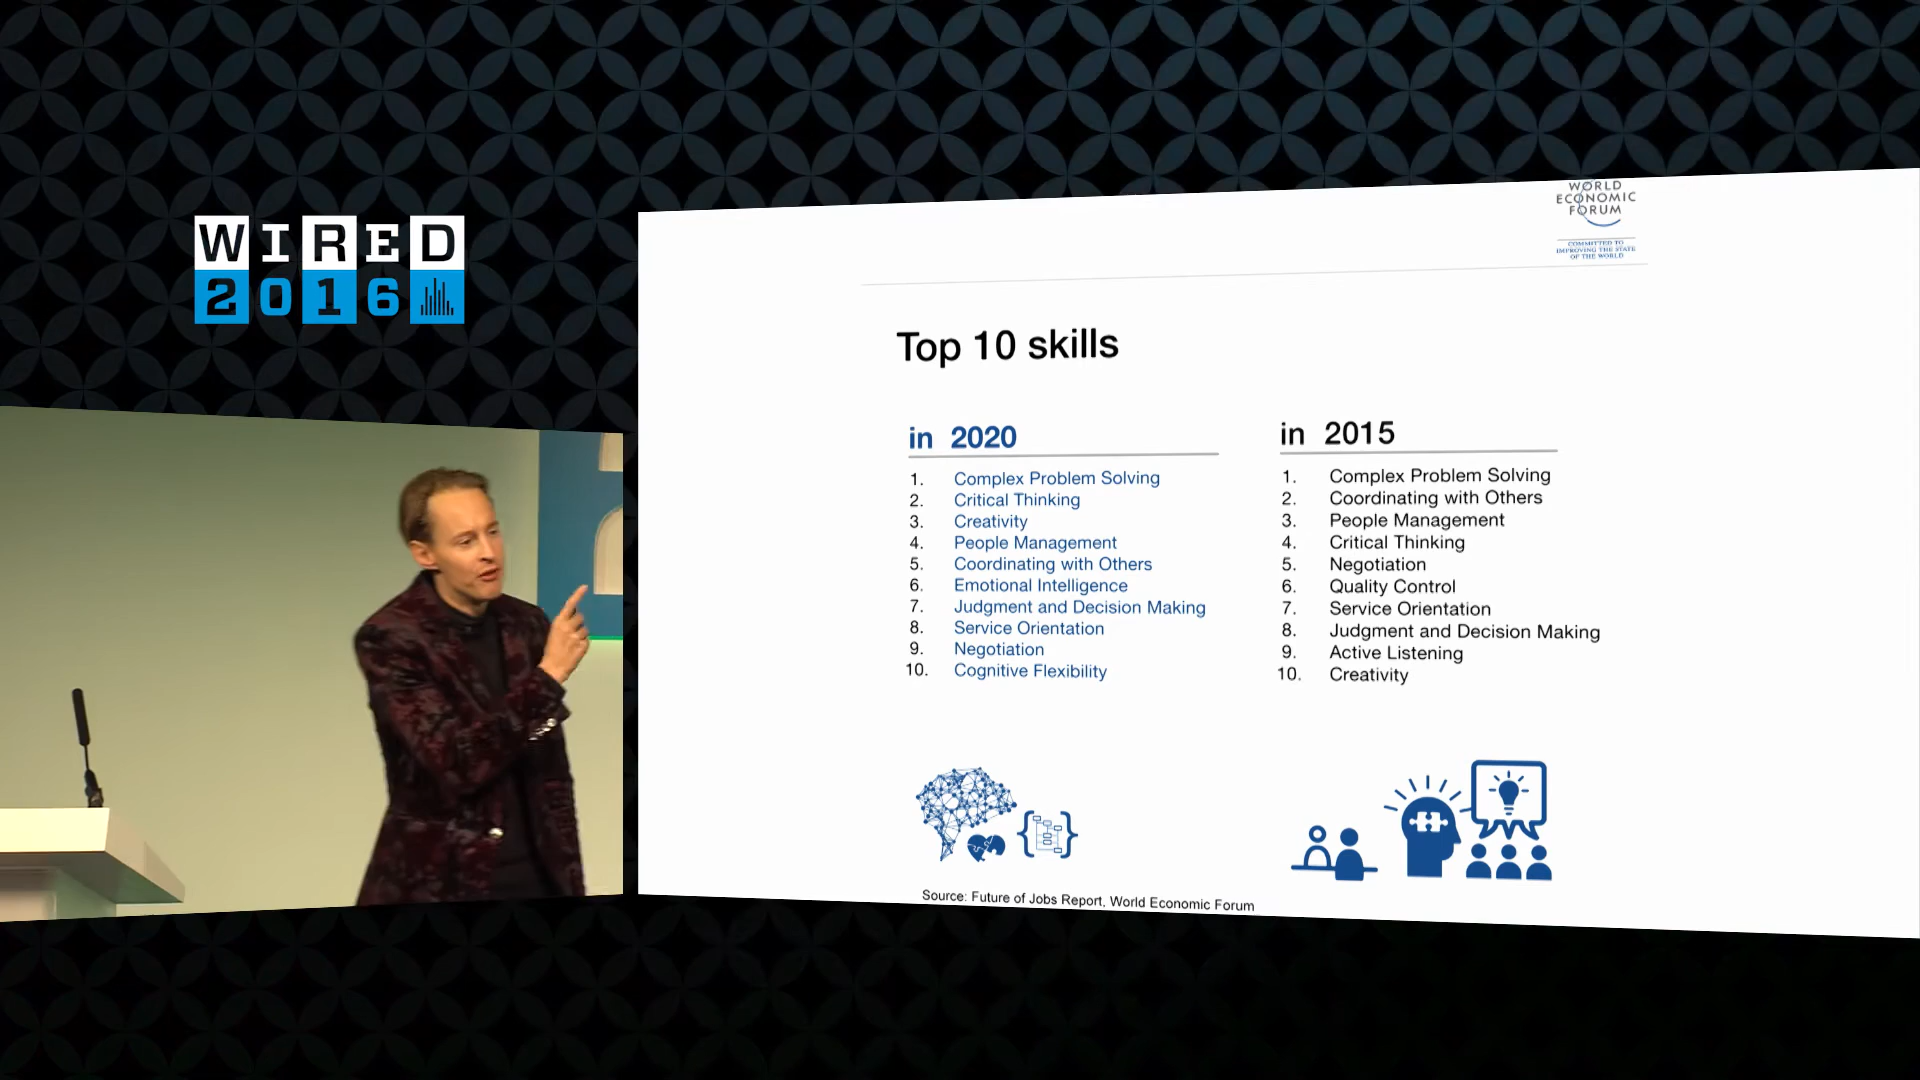 WIRED
2016
WORLD
ECONOMIC
FORUM
COMMITTED TO
IMPROVING THE STATE
OF THE WORLD
Top 10 skills
in 2020
1. Complex Problem Solving
2. Critical Thinking
3. Creativity
4. People Management
5. Coordinating with Others
6. Emotional Intelligence
7. Judgment and Decision Making
8. Service Orientation
9. Negotiation
10. Cognitive Flexibility
in 2015
1. Complex Problem Solving
2. Coordinating with Others
3. People Management
4. Critical Thinking
5. Negotiation
6. Quality Control
7. Service Orientation
8. Judgment and Decision Making
9. Active Listening
10. Creativity
Source: Future of Jobs Report, World Economic Forum